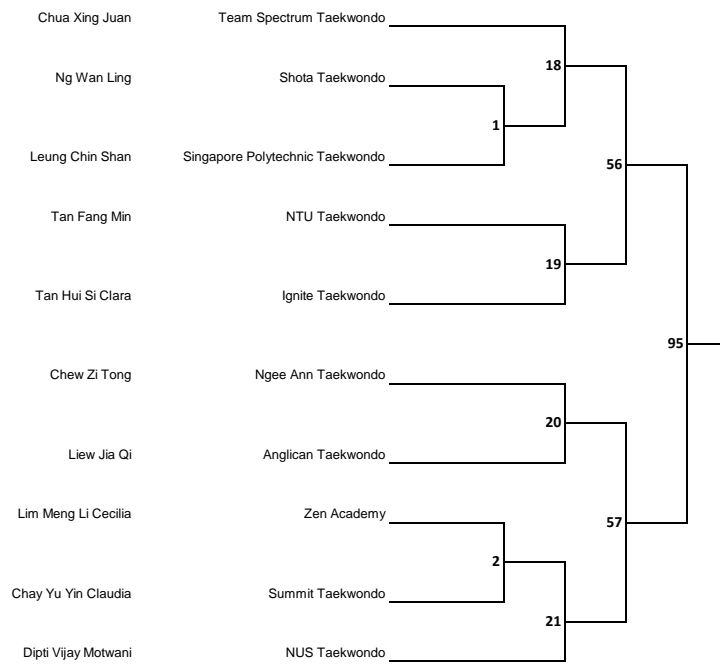 Chua Xing Juan Team Spectrum Taekwondo
18
Ng Wan Ling Shota Taekwondo
1
Leung Chin Shan Singapore Polytechnic Taekwondo
56
Tan Fang Min NTU Taekwondo
19
Tan Hui Si Clara Ignite Taekwondo
95
Chew Zi Tong Ngee Ann Taekwondo
20
Liew Jia Qi Anglican Taekwondo
Lim Meng Li Cecilia Zen Academy
57
2
Chay Yu Yin Claudia Summit Taekwondo
21
Dipti Vijay Motwani NUS Taekwondo